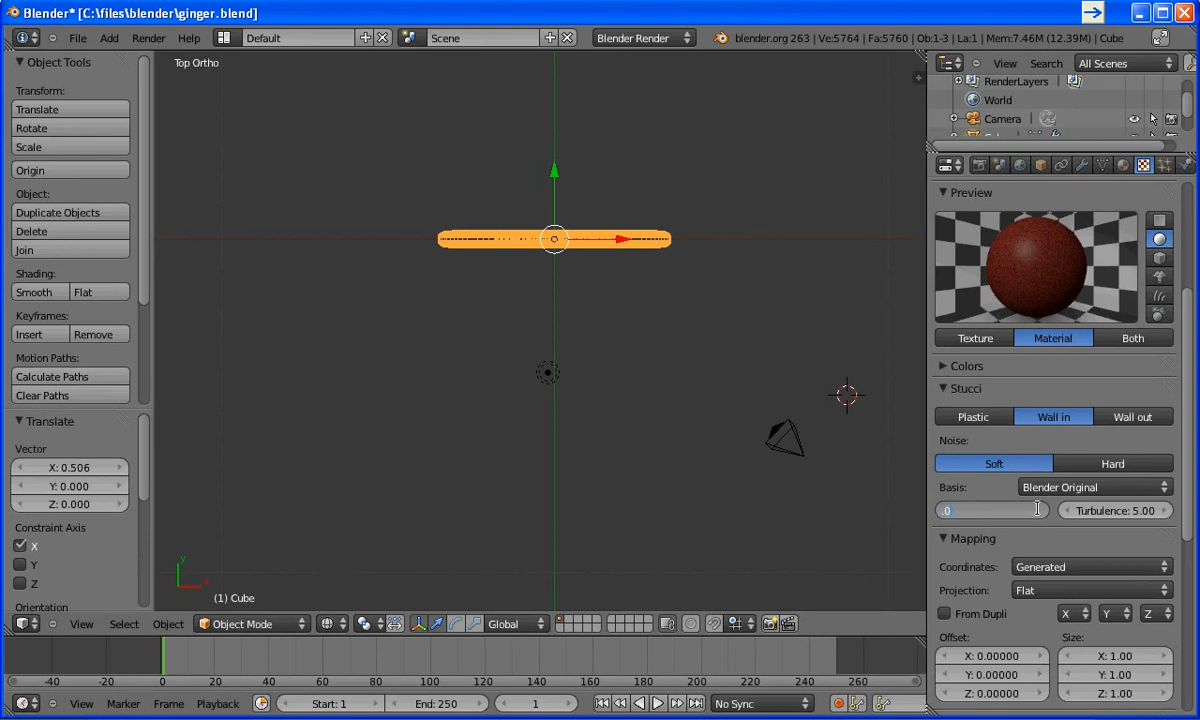 Blender* [C:\files\blender\ginger.blend]
File Add Render Help Default Scene Blender Render blender.org 263 | Ve:5764 | Fa:5760 | Ob:1-3 | La:1 | Mem:7.46M (12.39M) | Cube
Object Tools
Transform:
Translate
Rotate
Scale
Origin
Object:
Duplicate Objects
Delete
Join
Shading:
Smooth Flat
Keyframes:
Insert Remove
Motion Paths:
Calculate Paths
Clear Paths
Translate
Vector
X: 0.506
Y: 0.000
Z: 0.000
Constraint Axis
X
Y
Z
Orientation
Top Ortho
y
(1) Cube
View Select Object Object Mode Global
View Search All Scenes
RenderLayers
World
Camera
Preview
Texture Material Both
Colors
Stucci
Plastic Wall in Wall out
Noise:
Soft Hard
Basis: Blender Original
.0 Turbulence: 5.00
Mapping
Coordinates: Generated
Projection: Flat
From Dupli X Y Z
Offset: Size:
X: 0.00000 X: 1.00
Y: 0.00000 Y: 1.00
Z: 0.00000 Z: 1.00
-40 -20 0 20 40 60 80 100 120 140 160 180 200 220 240 260
View Marker Frame Playback Start: 1 End: 250 1 No Sync